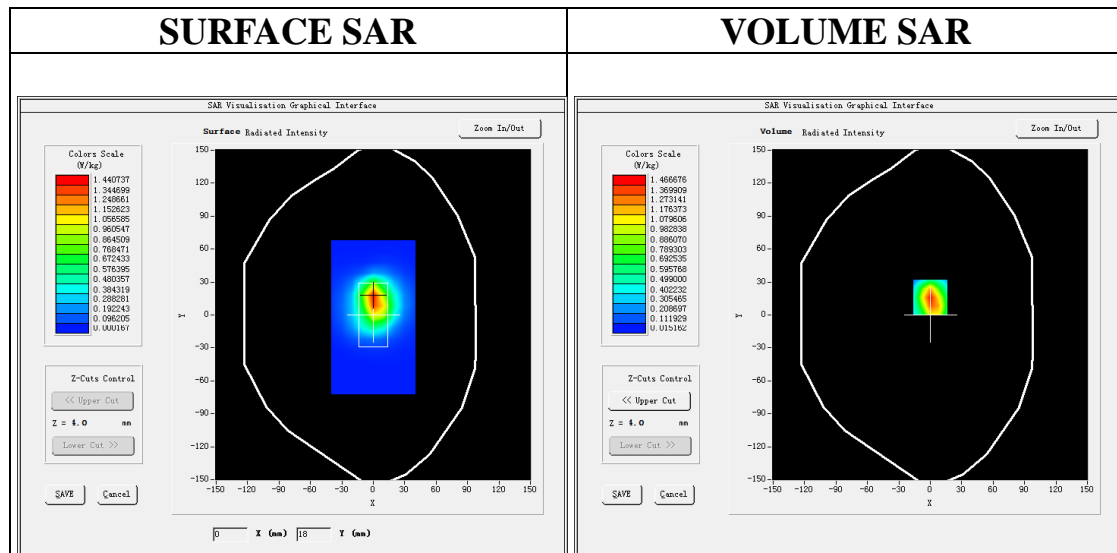 SURFACE SAR
VOLUME SAR
SAR Visualisation Graphical Interface
Surface Radiated Intensity
Zoom In/Out
Colors Scale
(W/kg)
1.440737
1.344699
1.248661
1.152623
1.056585
0.960547
0.864509
0.768471
0.672433
0.576395
0.480357
0.384319
0.288281
0.192243
0.096205
0.000167
Z-Cuts Control
<< Upper Cut
Z = 4.0 mm
Lower Cut >>
SAVE Cancel
150
120
90
60
30
0
-30
-60
-90
-120
-150
Y
-150 -120 -90 -60 -30 0 30 60 90 120 150
X
0 X (mm) 18 Y (mm)
SAR Visualisation Graphical Interface
Volume Radiated Intensity
Zoom In/Out
Colors Scale
(W/kg)
1.466676
1.369909
1.273141
1.176373
1.079606
0.982838
0.886070
0.789303
0.692535
0.595768
0.499000
0.402232
0.305465
0.208697
0.111929
0.015162
Z-Cuts Control
<< Upper Cut
Z = 4.0 mm
Lower Cut >>
SAVE Cancel
150
120
90
60
30
0
-30
-60
-90
-120
-150
Y
-150 -120 -90 -60 -30 0 30 60 90 120 150
X